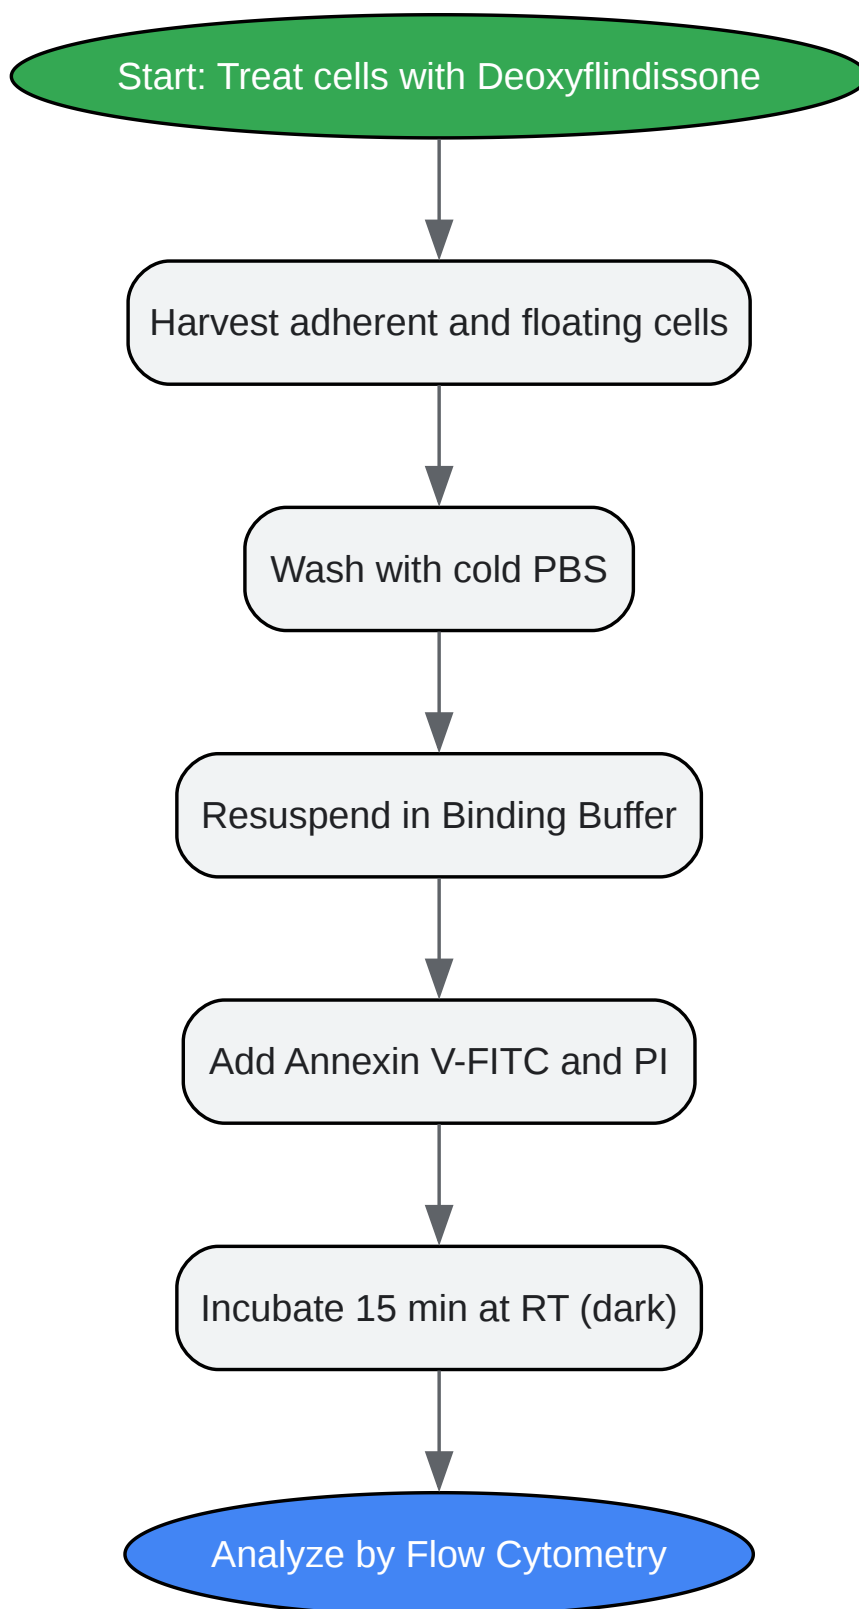 Start: Treat cells with Deoxyflindissone
Harvest adherent and floating cells
Wash with cold PBS
Resuspend in Binding Buffer
Add Annexin V-FITC and PI
Incubate 15 min at RT (dark)
Analyze by Flow Cytometry